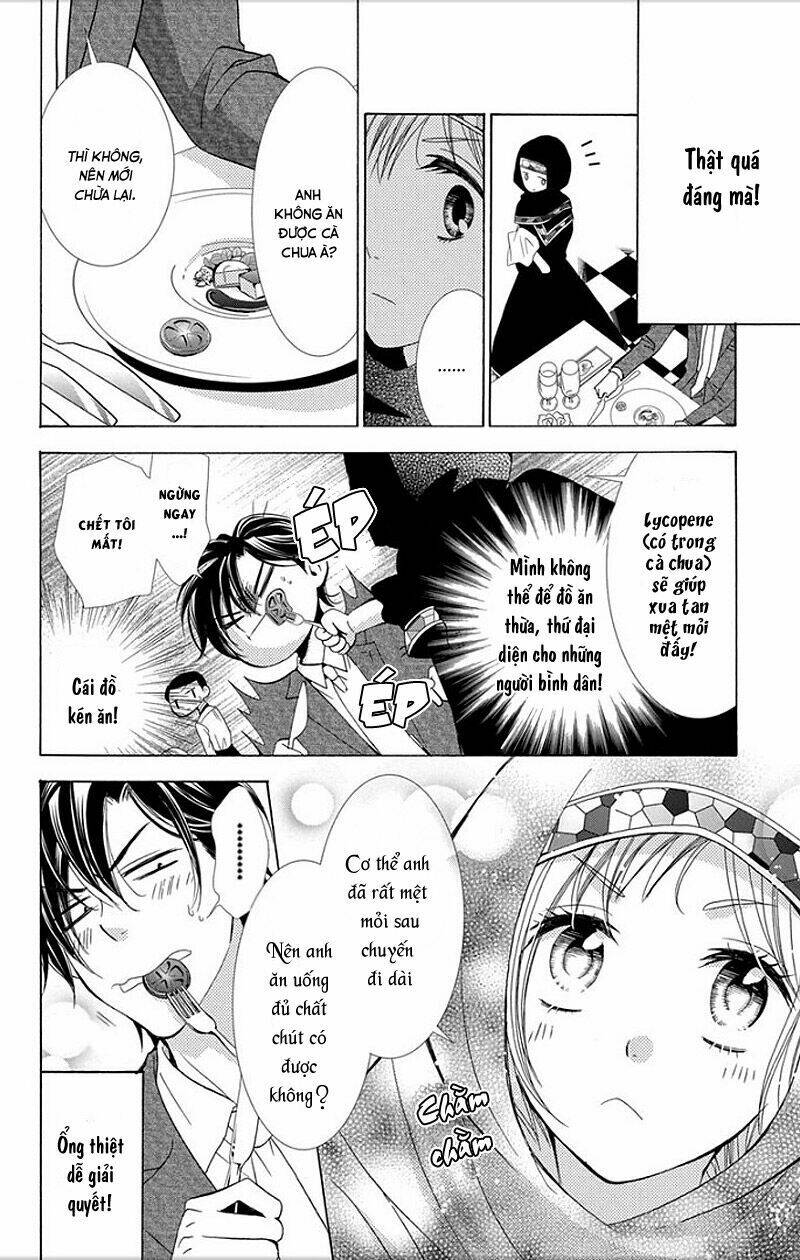 Thật quá
đáng mà!
.......
ANH
KHÔNG ĂN
ĐƯỢC CÀ
CHUA À?
THÌ KHÔNG,
NÊN MỚI
CHỪA LẠI.
Lycopene
(có trong
cà chua)
sẽ giúp
xua tan
mệt mỏi
đấy!
Mình không
thể để đồ ăn
thừa, thứ đại
diện cho những
người bình dân!
ÉP
ÉP
NGỪNG
NGAY
...!
CHẾT TÔI
MẤT!
Cái đồ
kén ăn!
Cơ thể anh
đã rất mệt
mỏi sau
chuyến
đi dài
Nên anh
ăn uống
đủ chất
chút có
được
không?
Chằm
chằm
.........
Ổng thiệt
dễ giải
quyết!